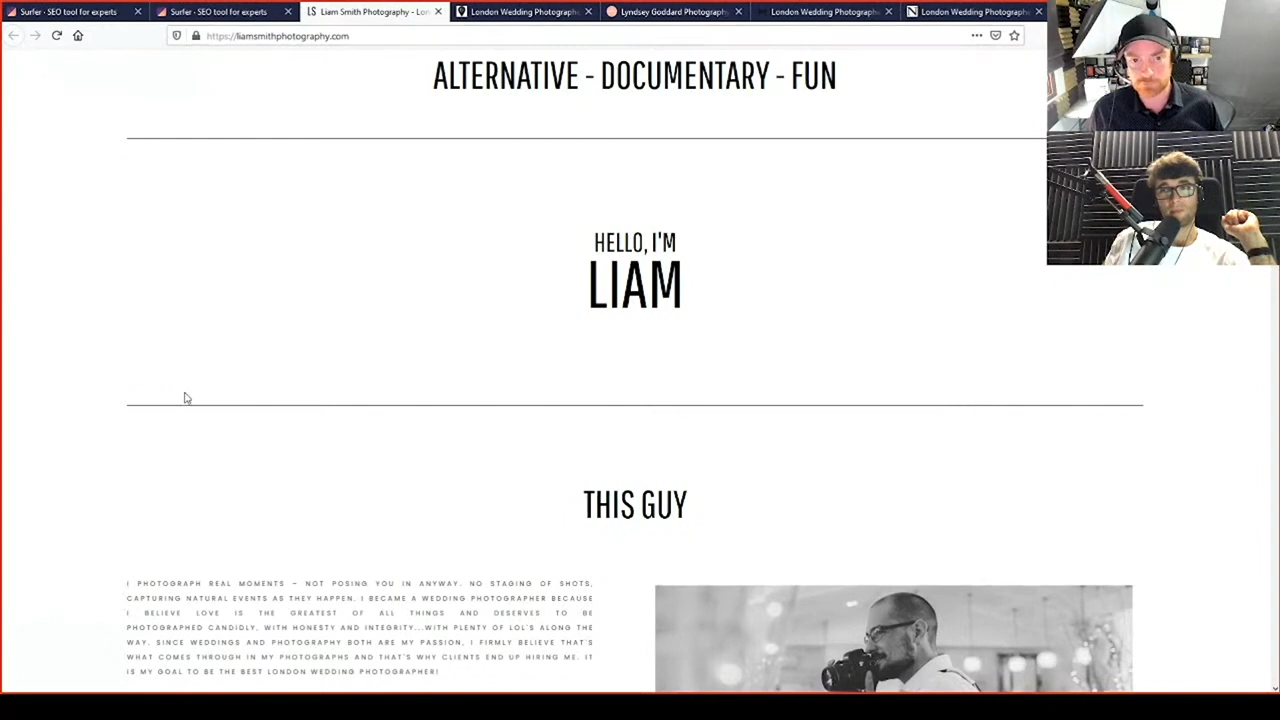 Surfer · SEO tool for experts
Surfer · SEO tool for experts
Liam Smith Photography - Lon
London Wedding Photographe
Lyndsey Goddard Photograph
London Wedding Photograph
London Wedding Photograph
https://liamsmithphotography.com
ALTERNATIVE - DOCUMENTARY - FUN
HELLO, I'M
LIAM
THIS GUY
I PHOTOGRAPH REAL MOMENTS – NOT POSING YOU IN ANYWAY. NO STAGING OF SHOTS,
CAPTURING NATURAL EVENTS AS THEY HAPPEN. I BECAME A WEDDING PHOTOGRAPHER BECAUSE
I BELIEVE LOVE IS THE GREATEST OF ALL THINGS AND DESERVES TO BE
PHOTOGRAPHED CANDIDLY, WITH HONESTY AND INTEGRITY...WITH PLENTY OF LOL'S ALONG THE
WAY. SINCE WEDDINGS AND PHOTOGRAPHY BOTH ARE MY PASSION, I FIRMLY BELIEVE THAT'S
WHAT COMES THROUGH IN MY PHOTOGRAPHS AND THAT'S WHY CLIENTS END UP HIRING ME. IT
IS MY GOAL TO BE THE BEST LONDON WEDDING PHOTOGRAPHER!